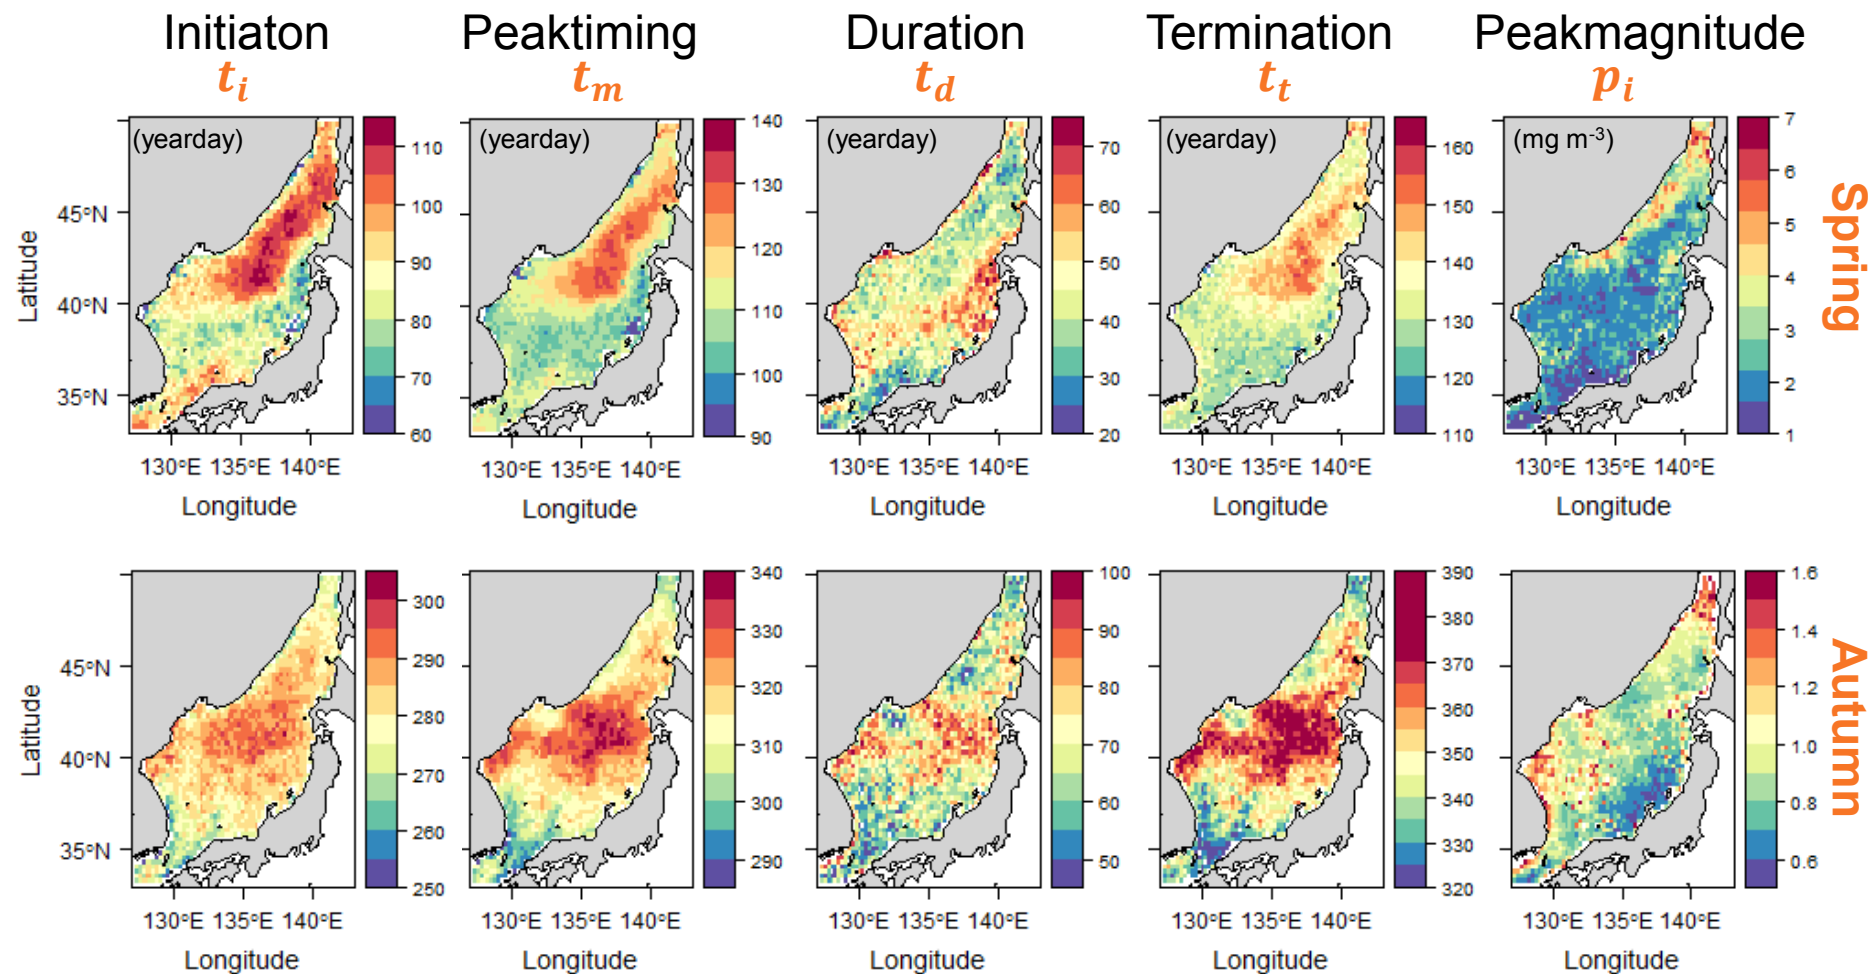 Initiaton Peaktiming Duration Termination Peakmagnitude
t_i t_m t_d t_t p_i
(yearday) (yearday) (yearday) (yearday) (mg m⁻³)
110 100 90 80 70 60
140 130 120 110 100 90
70 60 50 40 30 20
160 150 140 130 120 110
7 6 5 4 3 2 1
Spring
Latitude
45°N
40°N
35°N
130°E 135°E 140°E 130°E 135°E 140°E 130°E 135°E 140°E 130°E 135°E 140°E 130°E 135°E 140°E
Longitude Longitude Longitude Longitude Longitude
300 290 280 270 260 250
340 330 320 310 300 290
100 90 80 70 60 50
390 380 370 360 350 340 330 320
1.6 1.4 1.2 1.0 0.8 0.6
Autumn
Latitude
45°N
40°N
35°N
130°E 135°E 140°E 130°E 135°E 140°E 130°E 135°E 140°E 130°E 135°E 140°E 130°E 135°E 140°E
Longitude Longitude Longitude Longitude Longitude